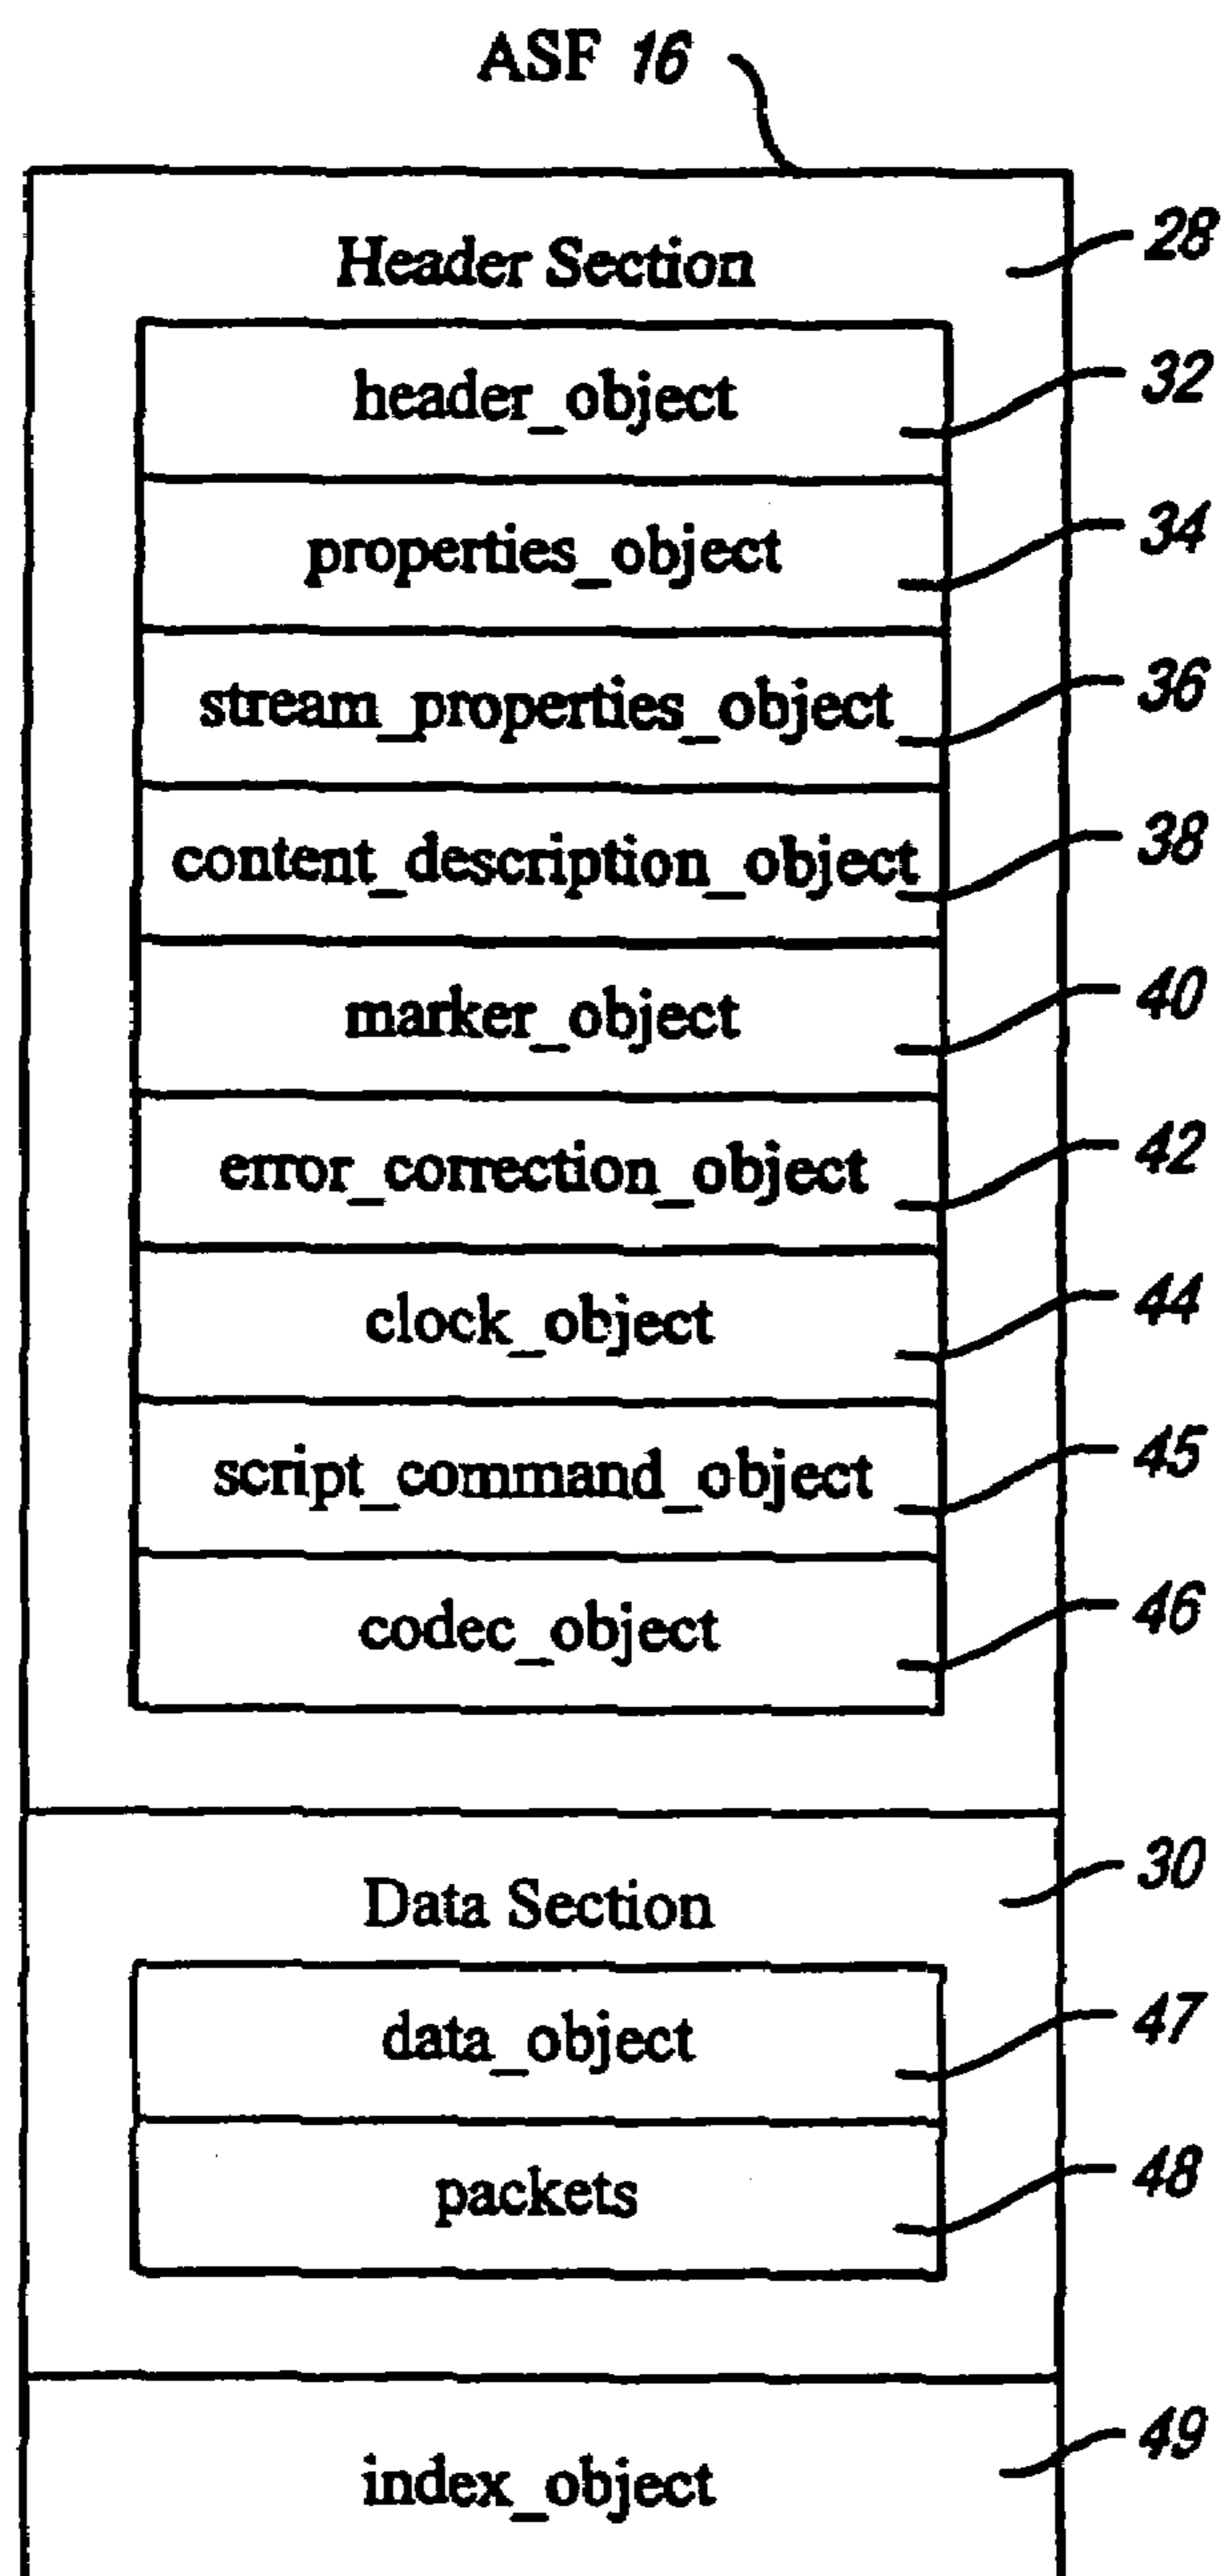 ASF 16
Header Section 28
header_object 32
properties_object 34
stream_properties_object 36
content_description_object 38
marker_object 40
error_correction_object 42
clock_object 44
script_command_object 45
codec_object 46
Data Section 30
data_object 47
packets 48
index_object 49